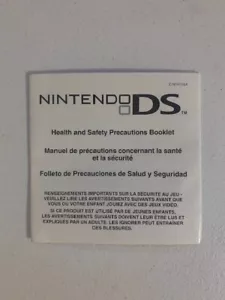 NINTENDO DS™
Health and Safety Precautions Booklet
Manuel de précautions concernant la santé
et la sécurité
Folleto de Precauciones de Salud y Seguridad
RENSEIGNEMENTS IMPORTANTS SUR LA SÉCURITÉ AU JEU -
VEUILLEZ LIRE LES AVERTISSEMENTS SUIVANTS AVANT QUE
VOUS OU VOTRE ENFANT JOUIEZ AVEC DES JEUX VIDÉO.
SI CE PRODUIT EST UTILISÉ PAR DE JEUNES ENFANTS,
LES AVERTISSEMENTS SUIVANTS DOIVENT LEUR ÊTRE LUS ET
EXPLIQUÉS PAR UN ADULTE. LES IGNORER PEUT ENTRAÎNER
DES BLESSURES.